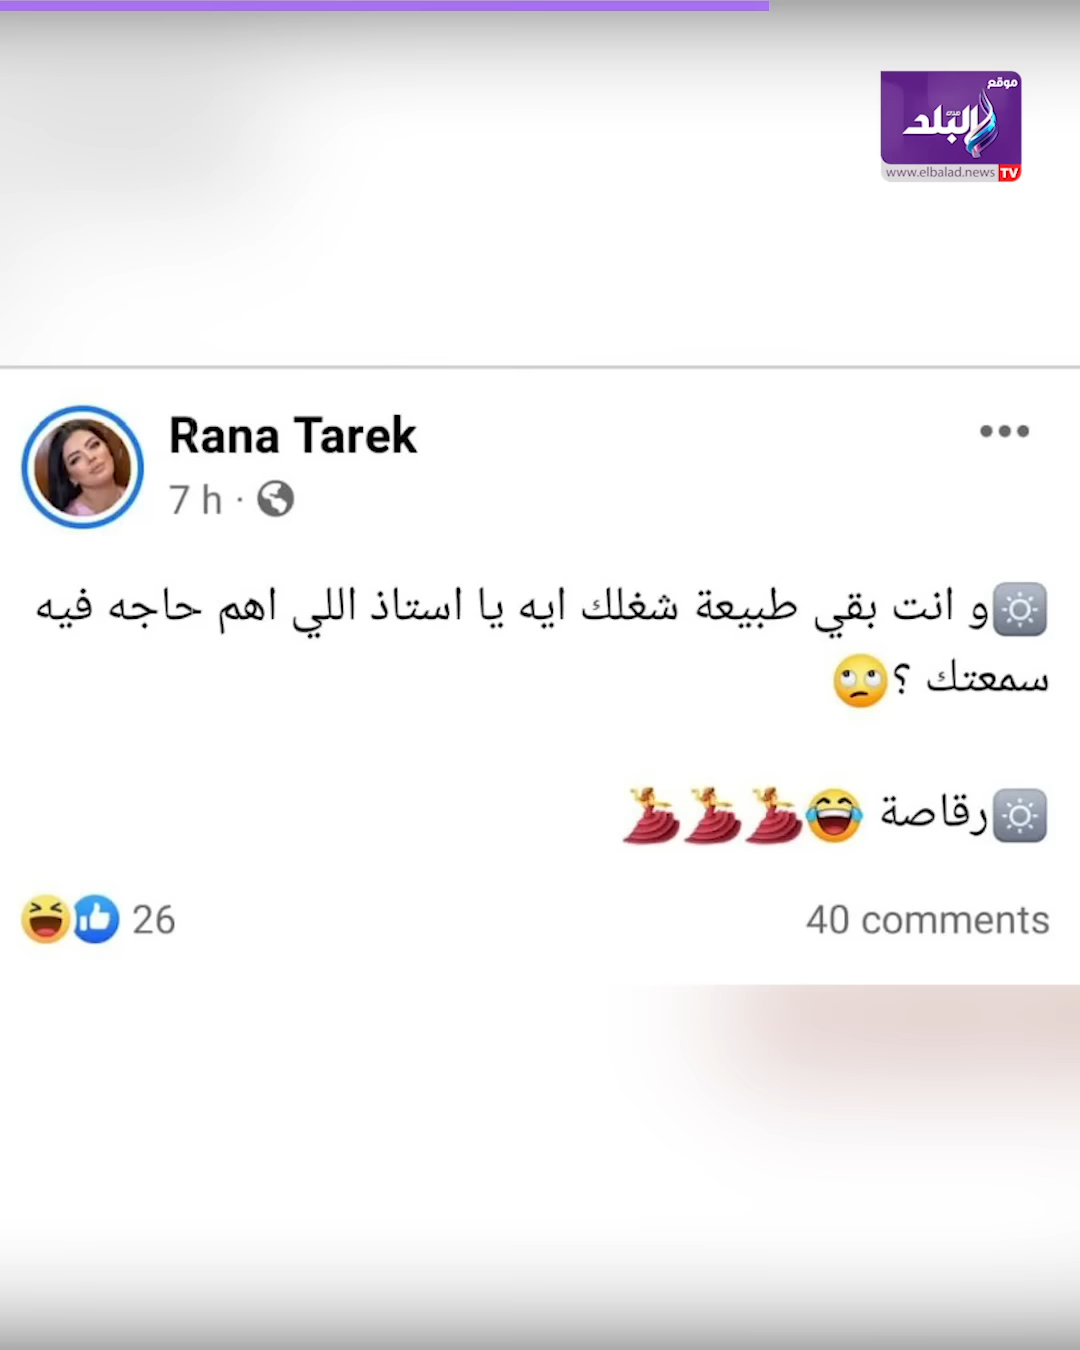 موقع
صدى البلد
www.elbalad.news TV
Rana Tarek
7 h ·
🔅و انت بقي طبيعة شغلك ايه يا استاذ اللي اهم حاجه فيه
سمعتك ؟🙄
🔅رقاصة 😂💃💃💃
26
40 comments